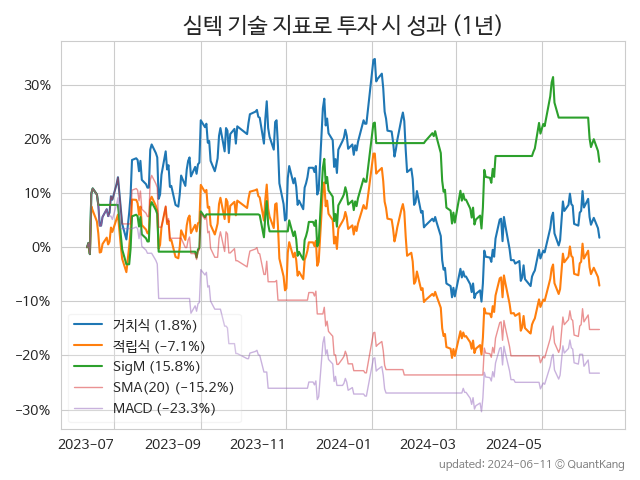 심텍 기술 지표로 투자 시 성과 (1년)
30%
20%
10%
0%
−10%
−20%
−30%
거치식 (1.8%)
적립식 (−7.1%)
SigM (15.8%)
SMA(20) (−15.2%)
MACD (−23.3%)
2023-07
2023-09
2023-11
2024-01
2024-03
2024-05
updated: 2024-06-11 © QuantKang